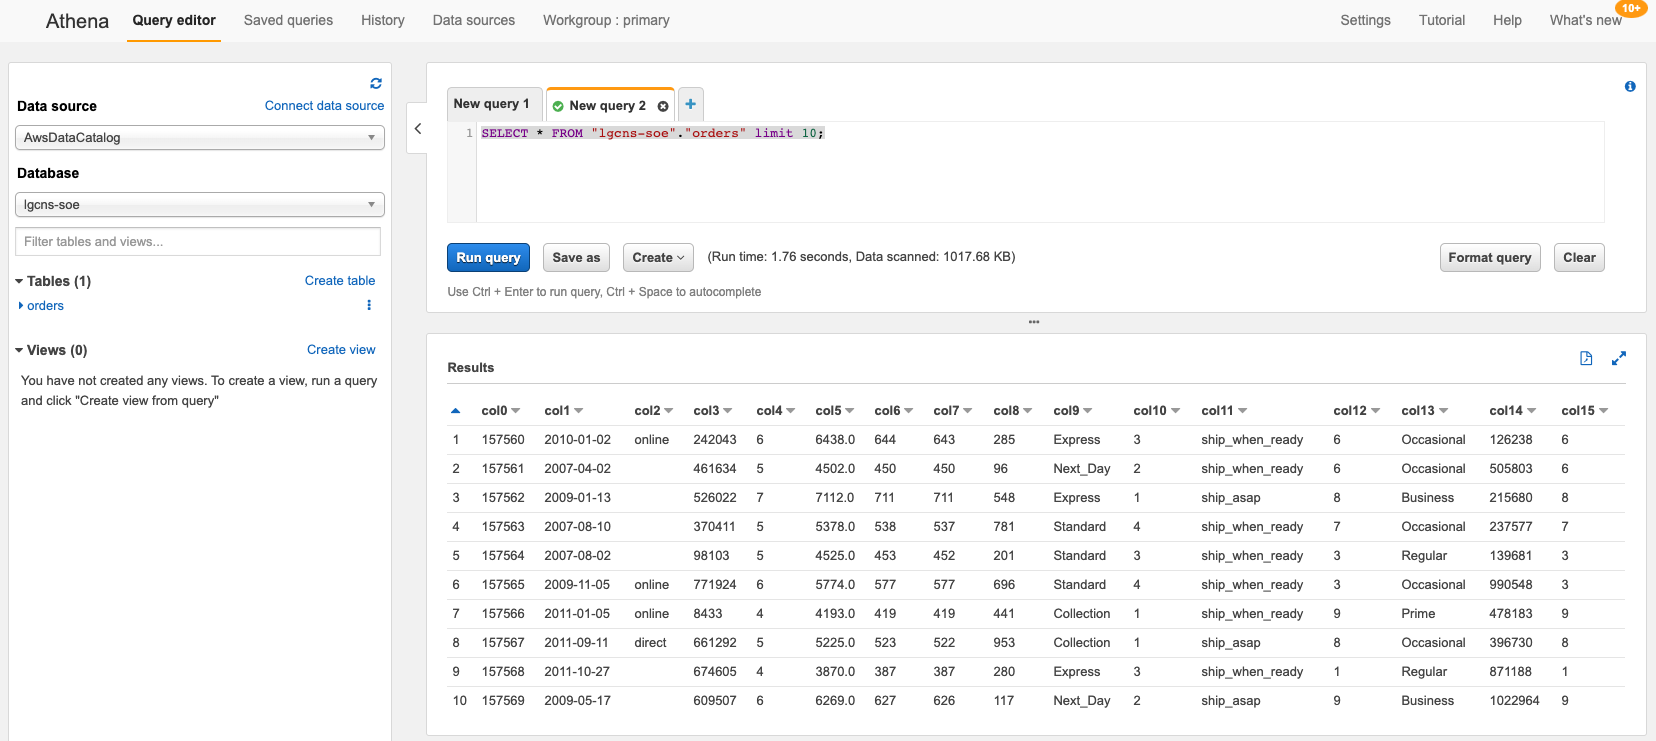 Athena Query editor Saved queries History Data sources Workgroup : primary Settings Tutorial Help What's new 10+
Data source Connect data source
AwsDataCatalog
Database
lgcns-soe
Filter tables and views...
Tables (1) Create table
orders
Views (0) Create view
You have not created any views. To create a view, run a query
and click "Create view from query"
New query 1 New query 2
1 SELECT * FROM "lgcns-soe"."orders" limit 10;
Run query Save as Create (Run time: 1.76 seconds, Data scanned: 1017.68 KB) Format query Clear
Use Ctrl + Enter to run query, Ctrl + Space to autocomplete
Results
col0 col1 col2 col3 col4 col5 col6 col7 col8 col9 col10 col11 col12 col13 col14 col15
1 157560 2010-01-02 online 242043 6 6438.0 644 643 285 Express 3 ship_when_ready 6 Occasional 126238 6
2 157561 2007-04-02 461634 5 4502.0 450 450 96 Next_Day 2 ship_when_ready 6 Occasional 505803 6
3 157562 2009-01-13 526022 7 7112.0 711 711 548 Express 1 ship_asap 8 Business 215680 8
4 157563 2007-08-10 370411 5 5378.0 538 537 781 Standard 4 ship_when_ready 7 Occasional 237577 7
5 157564 2007-08-02 98103 5 4525.0 453 452 201 Standard 3 ship_when_ready 3 Regular 139681 3
6 157565 2009-11-05 online 771924 6 5774.0 577 577 696 Standard 4 ship_when_ready 3 Occasional 990548 3
7 157566 2011-01-05 online 8433 4 4193.0 419 419 441 Collection 1 ship_when_ready 9 Prime 478183 9
8 157567 2011-09-11 direct 661292 5 5225.0 523 522 953 Collection 1 ship_asap 8 Occasional 396730 8
9 157568 2011-10-27 674605 4 3870.0 387 387 280 Express 3 ship_when_ready 1 Regular 871188 1
10 157569 2009-05-17 609507 6 6269.0 627 626 117 Next_Day 2 ship_asap 9 Business 1022964 9